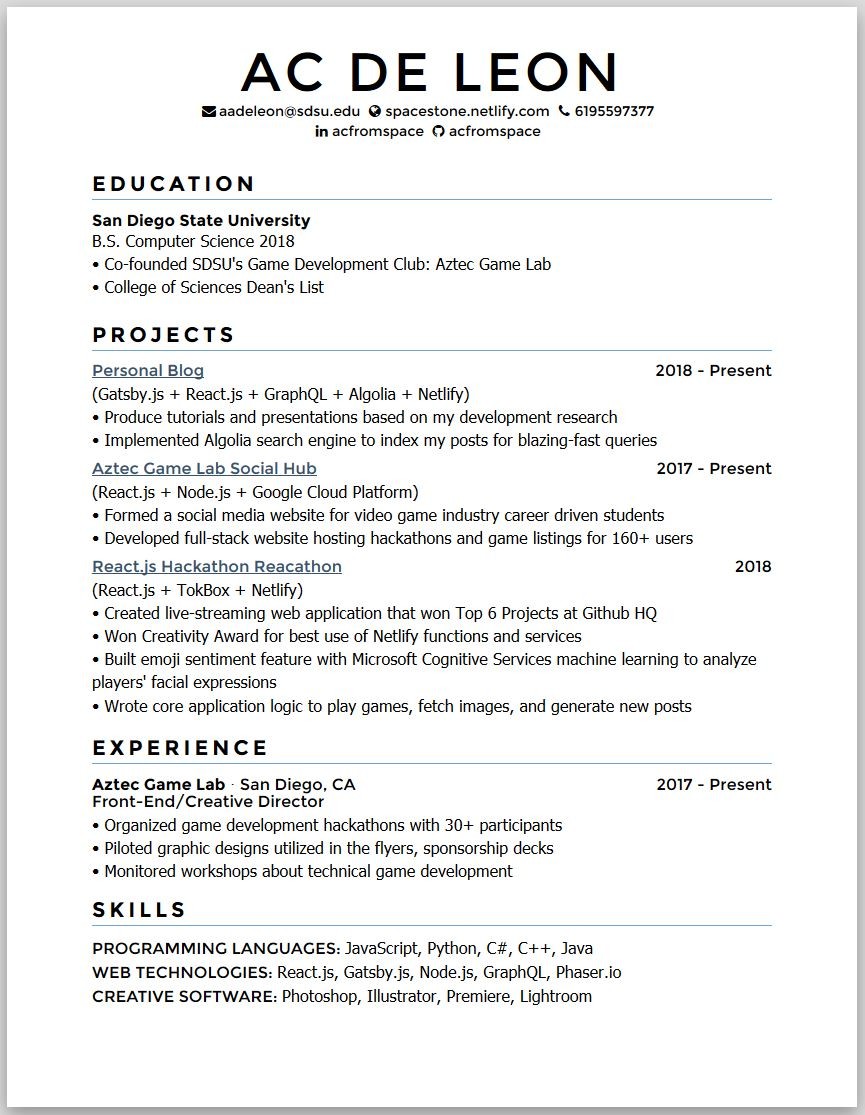 AC DE LEON
aadeleon@sdsu.edu spacestone.netlify.com 6195597377
in acfromspace acfromspace
EDUCATION
San Diego State University
B.S. Computer Science 2018
• Co-founded SDSU's Game Development Club: Aztec Game Lab
• College of Sciences Dean's List
PROJECTS
Personal Blog 2018 - Present
(Gatsby.js + React.js + GraphQL + Algolia + Netlify)
• Produce tutorials and presentations based on my development research
• Implemented Algolia search engine to index my posts for blazing-fast queries
Aztec Game Lab Social Hub 2017 - Present
(React.js + Node.js + Google Cloud Platform)
• Formed a social media website for video game industry career driven students
• Developed full-stack website hosting hackathons and game listings for 160+ users
React.js Hackathon Reacathon 2018
(React.js + TokBox + Netlify)
• Created live-streaming web application that won Top 6 Projects at Github HQ
• Won Creativity Award for best use of Netlify functions and services
• Built emoji sentiment feature with Microsoft Cognitive Services machine learning to analyze
players' facial expressions
• Wrote core application logic to play games, fetch images, and generate new posts
EXPERIENCE
Aztec Game Lab · San Diego, CA 2017 - Present
Front-End/Creative Director
• Organized game development hackathons with 30+ participants
• Piloted graphic designs utilized in the flyers, sponsorship decks
• Monitored workshops about technical game development
SKILLS
PROGRAMMING LANGUAGES: JavaScript, Python, C#, C++, Java
WEB TECHNOLOGIES: React.js, Gatsby.js, Node.js, GraphQL, Phaser.io
CREATIVE SOFTWARE: Photoshop, Illustrator, Premiere, Lightroom